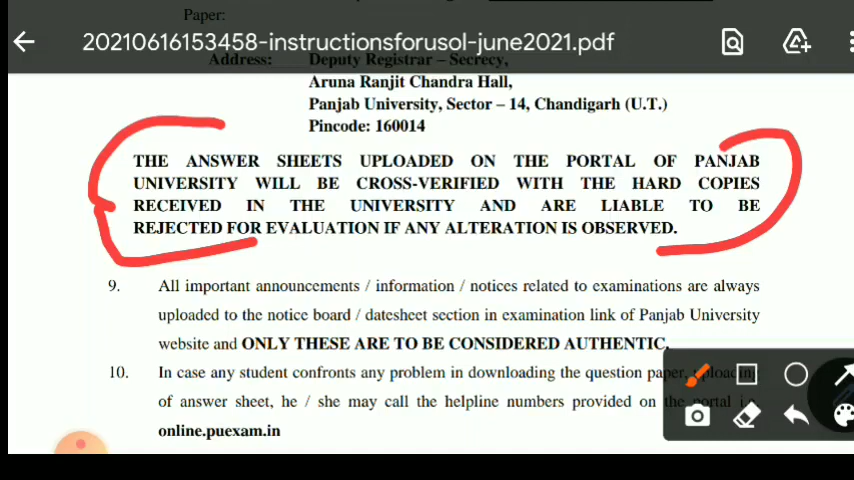 Paper:
20210616153458-instructionsforusol-june2021.pdf
Address: Deputy Registrar – Secrecy,
Aruna Ranjit Chandra Hall,
Panjab University, Sector – 14, Chandigarh (U.T.)
Pincode: 160014
THE ANSWER SHEETS UPLOADED ON THE PORTAL OF PANJAB
UNIVERSITY WILL BE CROSS-VERIFIED WITH THE HARD COPIES
RECEIVED IN THE UNIVERSITY AND ARE LIABLE TO BE
REJECTED FOR EVALUATION IF ANY ALTERATION IS OBSERVED.
9. All important announcements / information / notices related to examinations are always
uploaded to the notice board / datesheet section in examination link of Panjab University
website and ONLY THESE ARE TO BE CONSIDERED AUTHENTIC.
10. In case any student confronts any problem in downloading the question paper, uploading
of answer sheet, he / she may call the helpline numbers provided on the portal i.e.
online.puexam.in